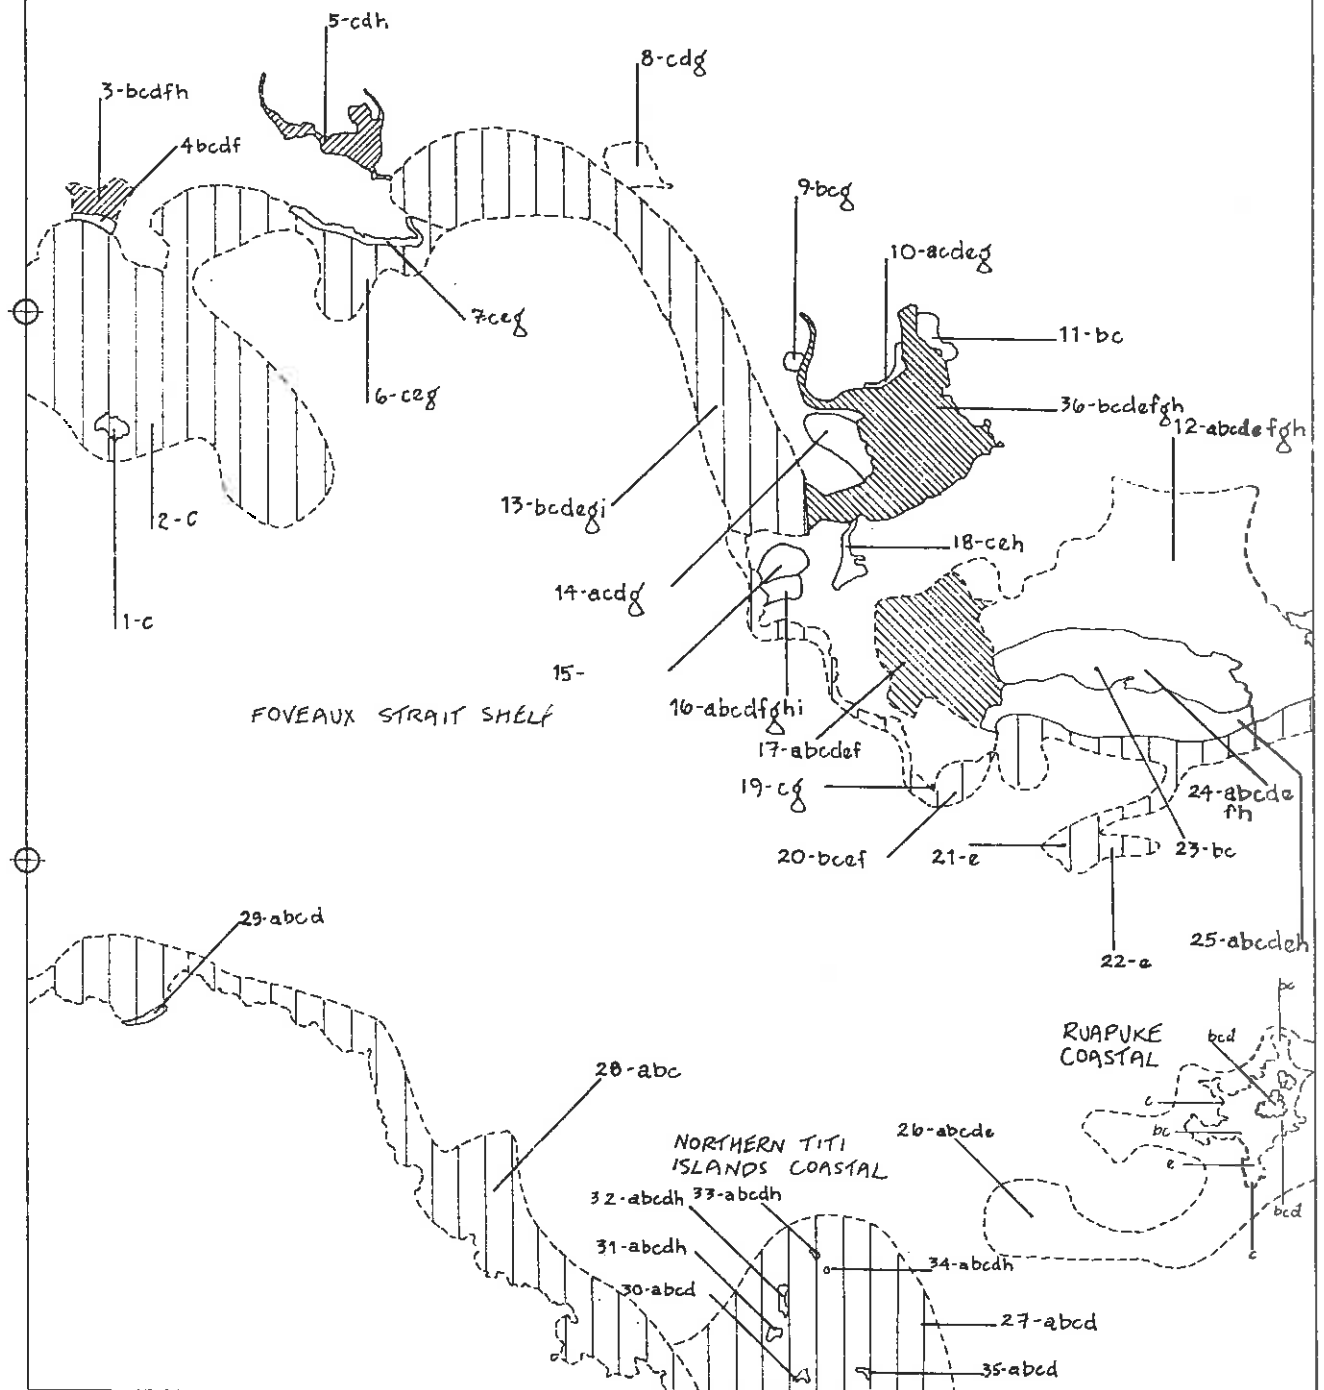 5-cdh
8-cdg
3-bcdfh
4bcdf
9-bcg
10-acdeg
11-bc
7ceg
6-ceg
36-bcdefgh
12-abcdefgh
13-bcdegi
2-C
18-ceh
14-acdg
1-c
15-
16-abcdfghi
FOVEAUX STRAIT SHELF
17-abcdef
19-cg
24-abcde
fh
20-bcef
21-e
23-bc
29-abcd
25-abcdeh
22-e
RUAPUKE
COASTAL
bcd
28-abc
c
26-abcde
bc
NORTHERN TITI
ISLANDS COASTAL
e
32-abcdh
33-abcdh
bcd
31-abcdh
c
34-abcdh
30-abcd
27-abcd
35-abcd